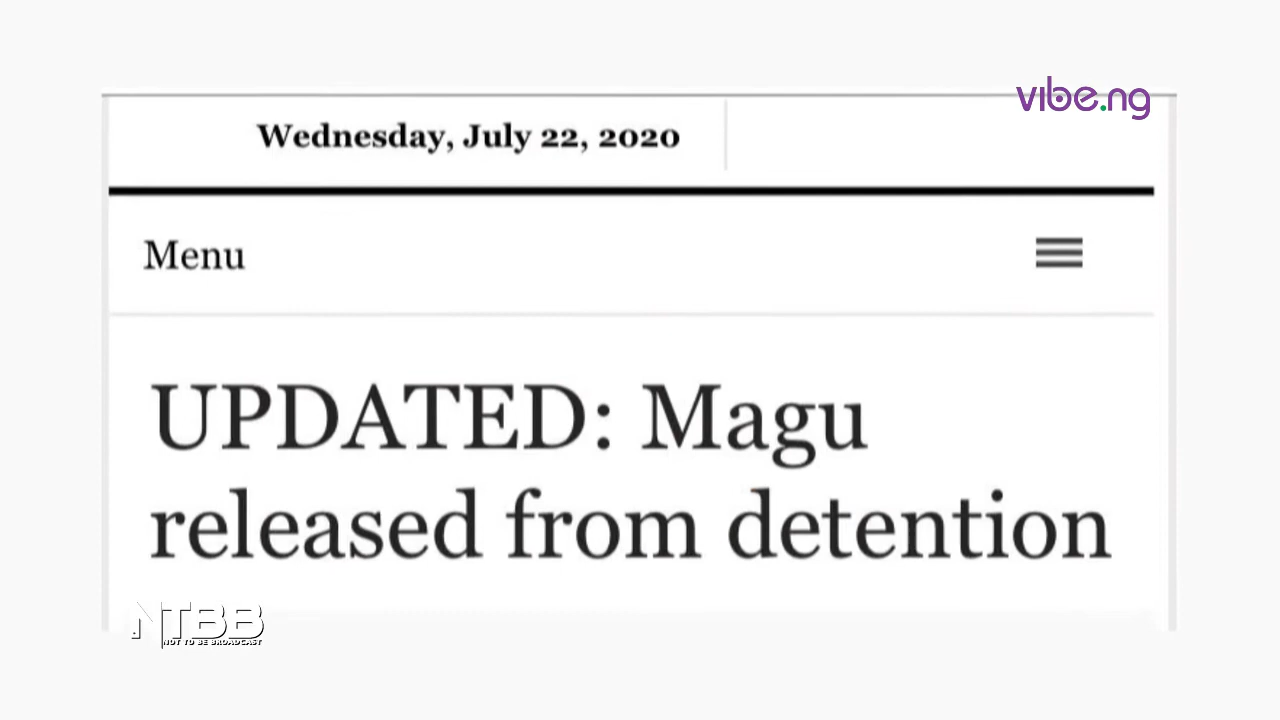 vibe.ng
Wednesday, July 22, 2020
Menu
UPDATED: Magu
released from detention
NTBB
NOT TO BE BROADCAST